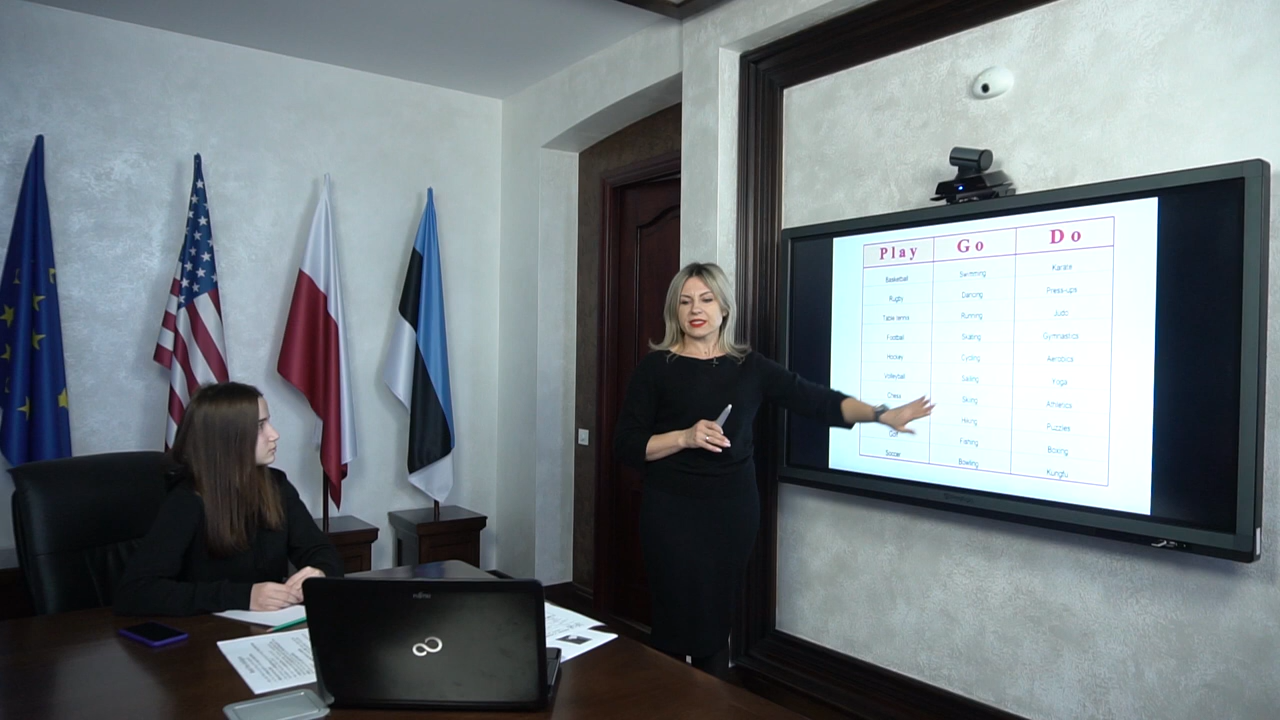 Play Go Do
Basketball Swimming Karate
Rugby Dancing Press-ups
Table tennis Running Judo
Football Skating Gymnastics
Hockey Cycling Aerobics
Volleyball Sailing Yoga
Chess Skiing Athletics
Hiking Puzzles
Golf Fishing Boxing
Soccer Bowling Kungfu
FUJITSU